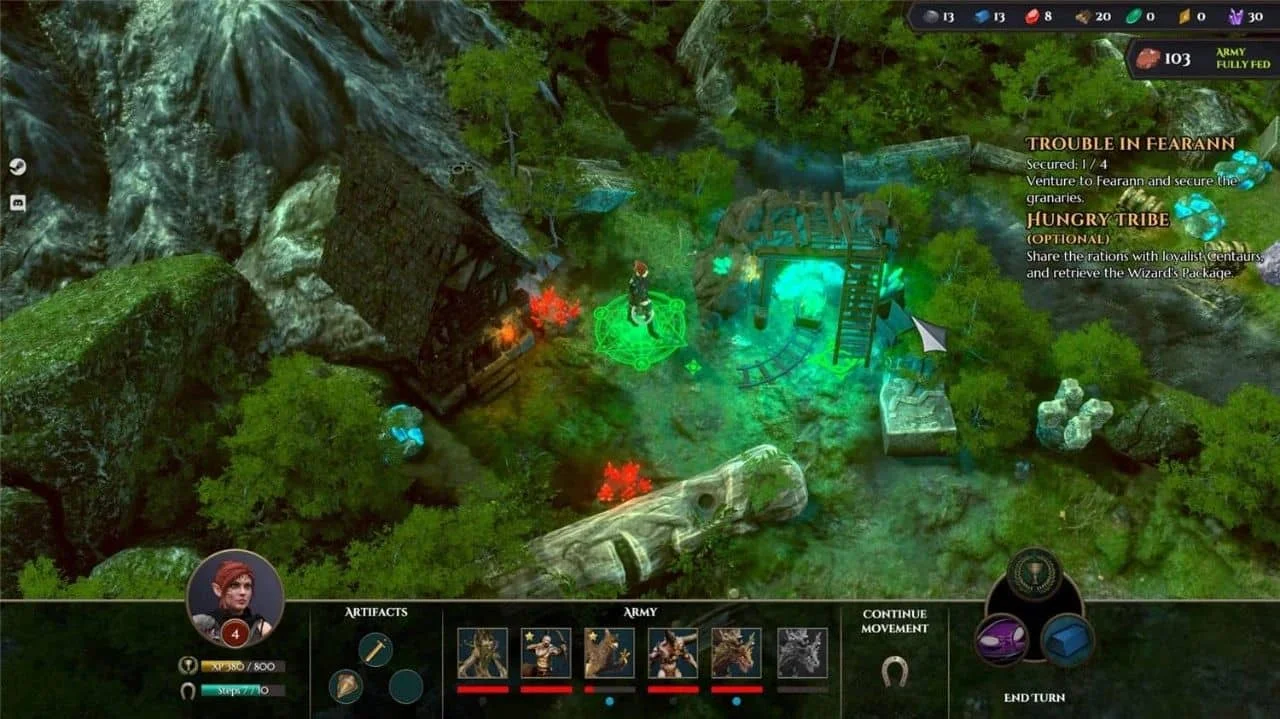 13 13 8 20 0 0 30
103
ARMY
FULLY FED
TROUBLE IN FEARANN
Secured: 1 / 4
Venture to Fearann and secure the
granaries.
HUNGRY TRIBE
(OPTIONAL)
Share the rations with loyalist Centaurs,
and retrieve the Wizard's Package.
4
XP 380 / 800
Steps 7 / 10
ARTIFACTS
ARMY
CONTINUE
MOVEMENT
END TURN